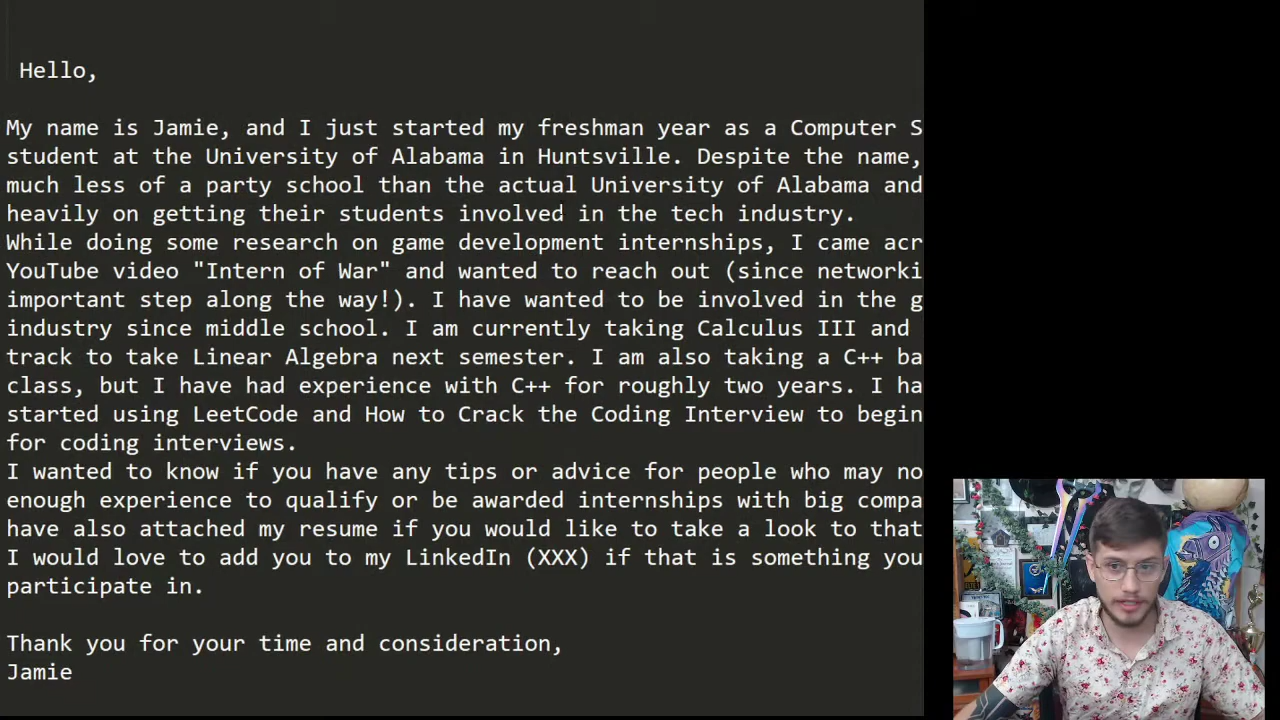 Hello,
My name is Jamie, and I just started my freshman year as a Computer S
student at the University of Alabama in Huntsville. Despite the name,
much less of a party school than the actual University of Alabama and
heavily on getting their students involved in the tech industry.
While doing some research on game development internships, I came acr
YouTube video "Intern of War" and wanted to reach out (since networki
important step along the way!). I have wanted to be involved in the g
industry since middle school. I am currently taking Calculus III and
track to take Linear Algebra next semester. I am also taking a C++ ba
class, but I have had experience with C++ for roughly two years. I ha
started using LeetCode and How to Crack the Coding Interview to begin
for coding interviews.
I wanted to know if you have any tips or advice for people who may no
enough experience to qualify or be awarded internships with big compa
have also attached my resume if you would like to take a look to that
I would love to add you to my LinkedIn (XXX) if that is something you
participate in.
Thank you for your time and consideration,
Jamie